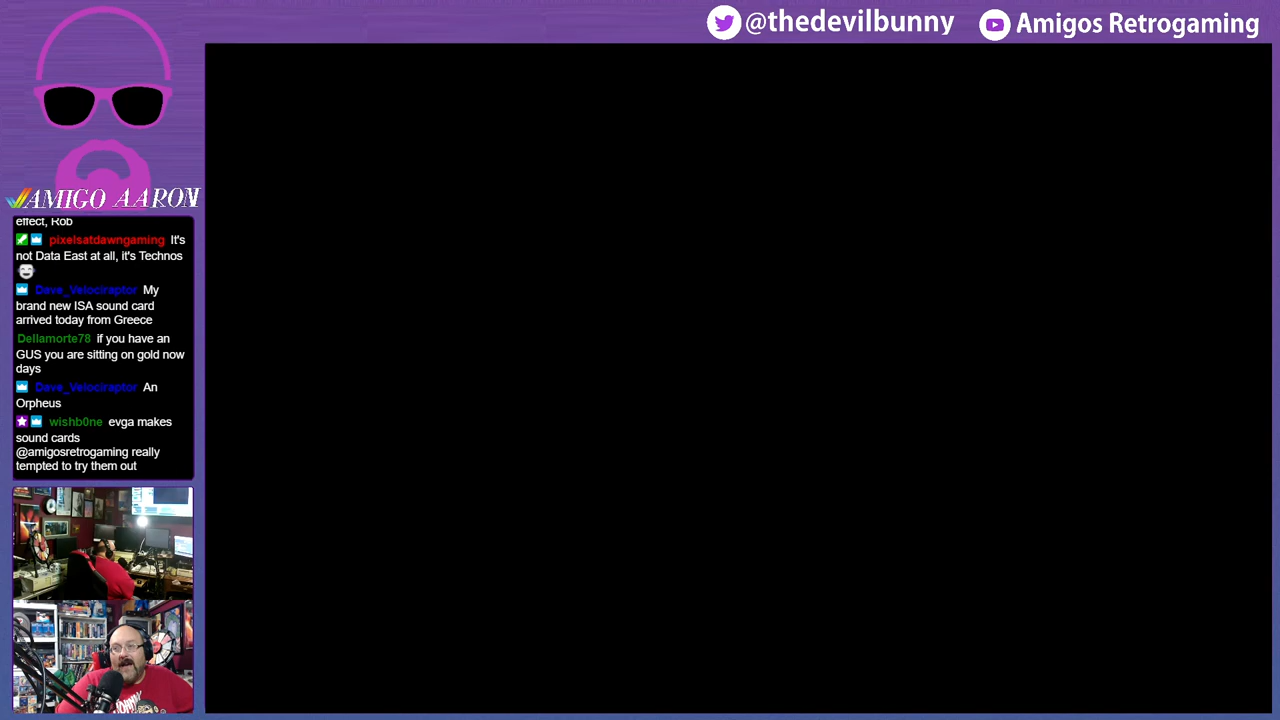 @thedevilbunny
Amigos Retrogaming
AMIGO AARON
effect, Rob
pixelsatdawngaming It's
not Data East at all, it's Technos
Dave_Velociraptor My
brand new ISA sound card
arrived today from Greece
Dellamorte78 if you have an
GUS you are sitting on gold now
days
Dave_Velociraptor An
Orpheus
wishb0ne evga makes
sound cards
@amigosretrogaming really
tempted to try them out